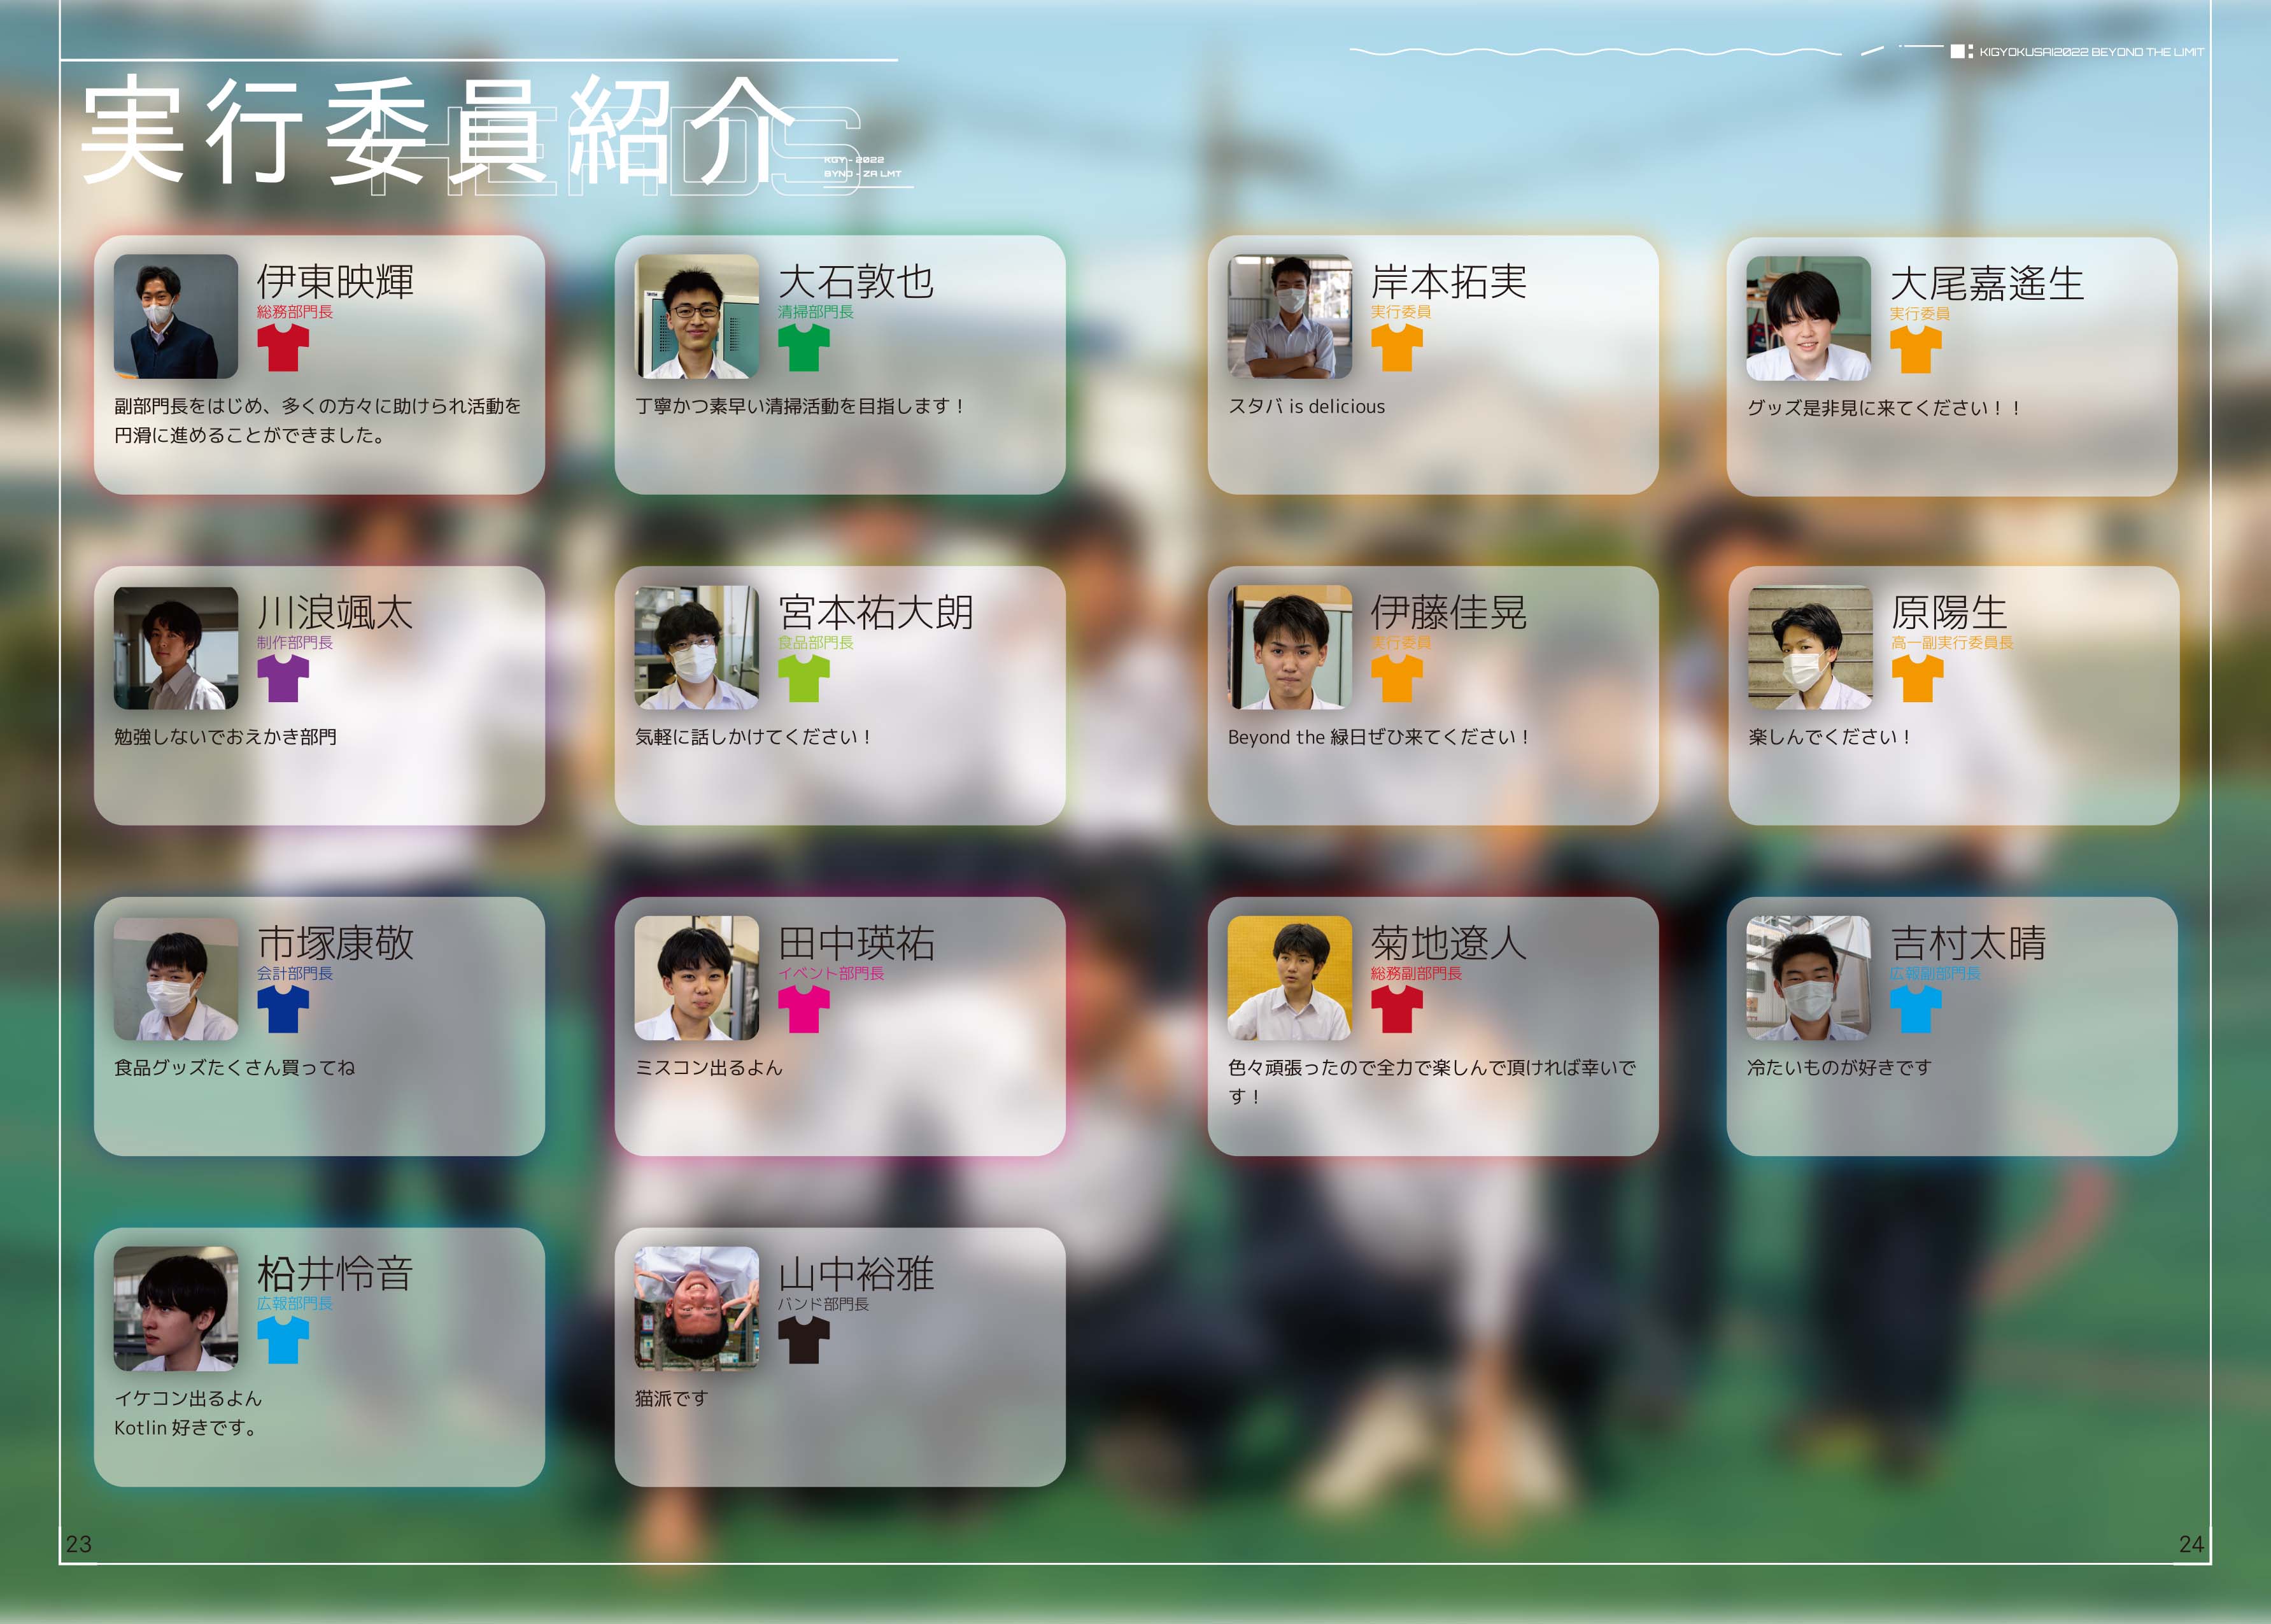 実行委員紹介
HEADS
KGY - 2022
BYND - ZA LMT
KIGYOKUSAI2022 BEYOND THE LIMIT
伊東映輝
総務部門長
副部門長をはじめ、多くの方々に助けられ活動を
円滑に進めることができました。
大石敦也
清掃部門長
丁寧かつ素早い清掃活動を目指します！
川浪颯太
制作部門長
勉強しないでおえかき部門
宮本祐大朗
食品部門長
気軽に話しかけてください！
市塚康敬
会計部門長
食品グッズたくさん買ってね
田中瑛祐
イベント部門長
ミスコン出るよん
枩井怜音
広報部門長
イケコン出るよん
Kotlin 好きです。
山中裕雅
バンド部門長
猫派です
23
岸本拓実
実行委員
スタバ is delicious
大尾嘉遙生
実行委員
グッズ是非見に来てください！！
伊藤佳晃
実行委員
Beyond the 縁日ぜひ来てください！
原陽生
高一副実行委員長
楽しんでください！
菊地遼人
総務副部門長
色々頑張ったので全力で楽しんで頂ければ幸いで
す！
吉村太晴
広報副部門長
冷たいものが好きです
24